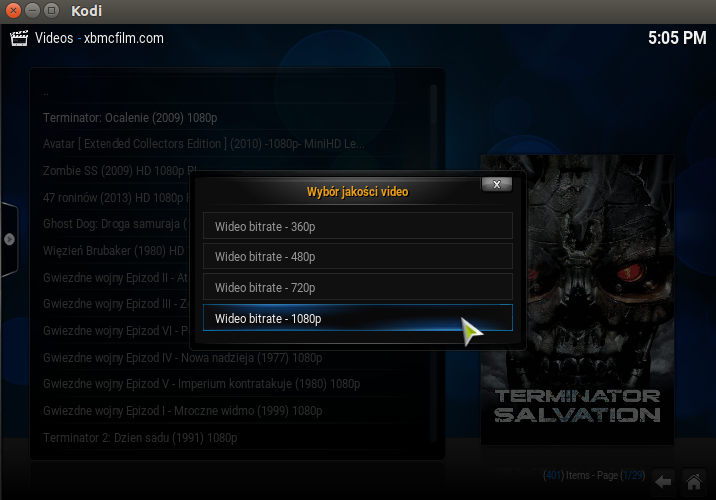 Kodi
Videos - xbmcfilm.com
5:05 PM
..
Terminator: Ocalenie (2009) 1080p
Avatar [ Extended Collectors Edition ] (2010) -1080p- MiniHD Le...
Zombie SS (2009) HD 1080p
47 roninów (2013) HD 1080p
Ghost Dog: Droga samuraja (
Więzień Brubaker (1980) HD
Gwiezdne wojny Epizod II -
Gwiezdne wojny Epizod III -
Gwiezdne wojny Epizod VI -
Gwiezdne wojny Epizod IV - Nowa nadzieja (1977) 1080p
Gwiezdne wojny Epizod V - Imperium kontratakuje (1980) 1080p
Gwiezdne wojny Epizod I - Mroczne widmo (1999) 1080p
Terminator 2: Dzien sadu (1991) 1080p
Wybór jakości video
x
Wideo bitrate - 360p
Wideo bitrate - 480p
Wideo bitrate - 720p
Wideo bitrate - 1080p
TERMINATOR
SALVATION
(401) Items - Page (1/29)